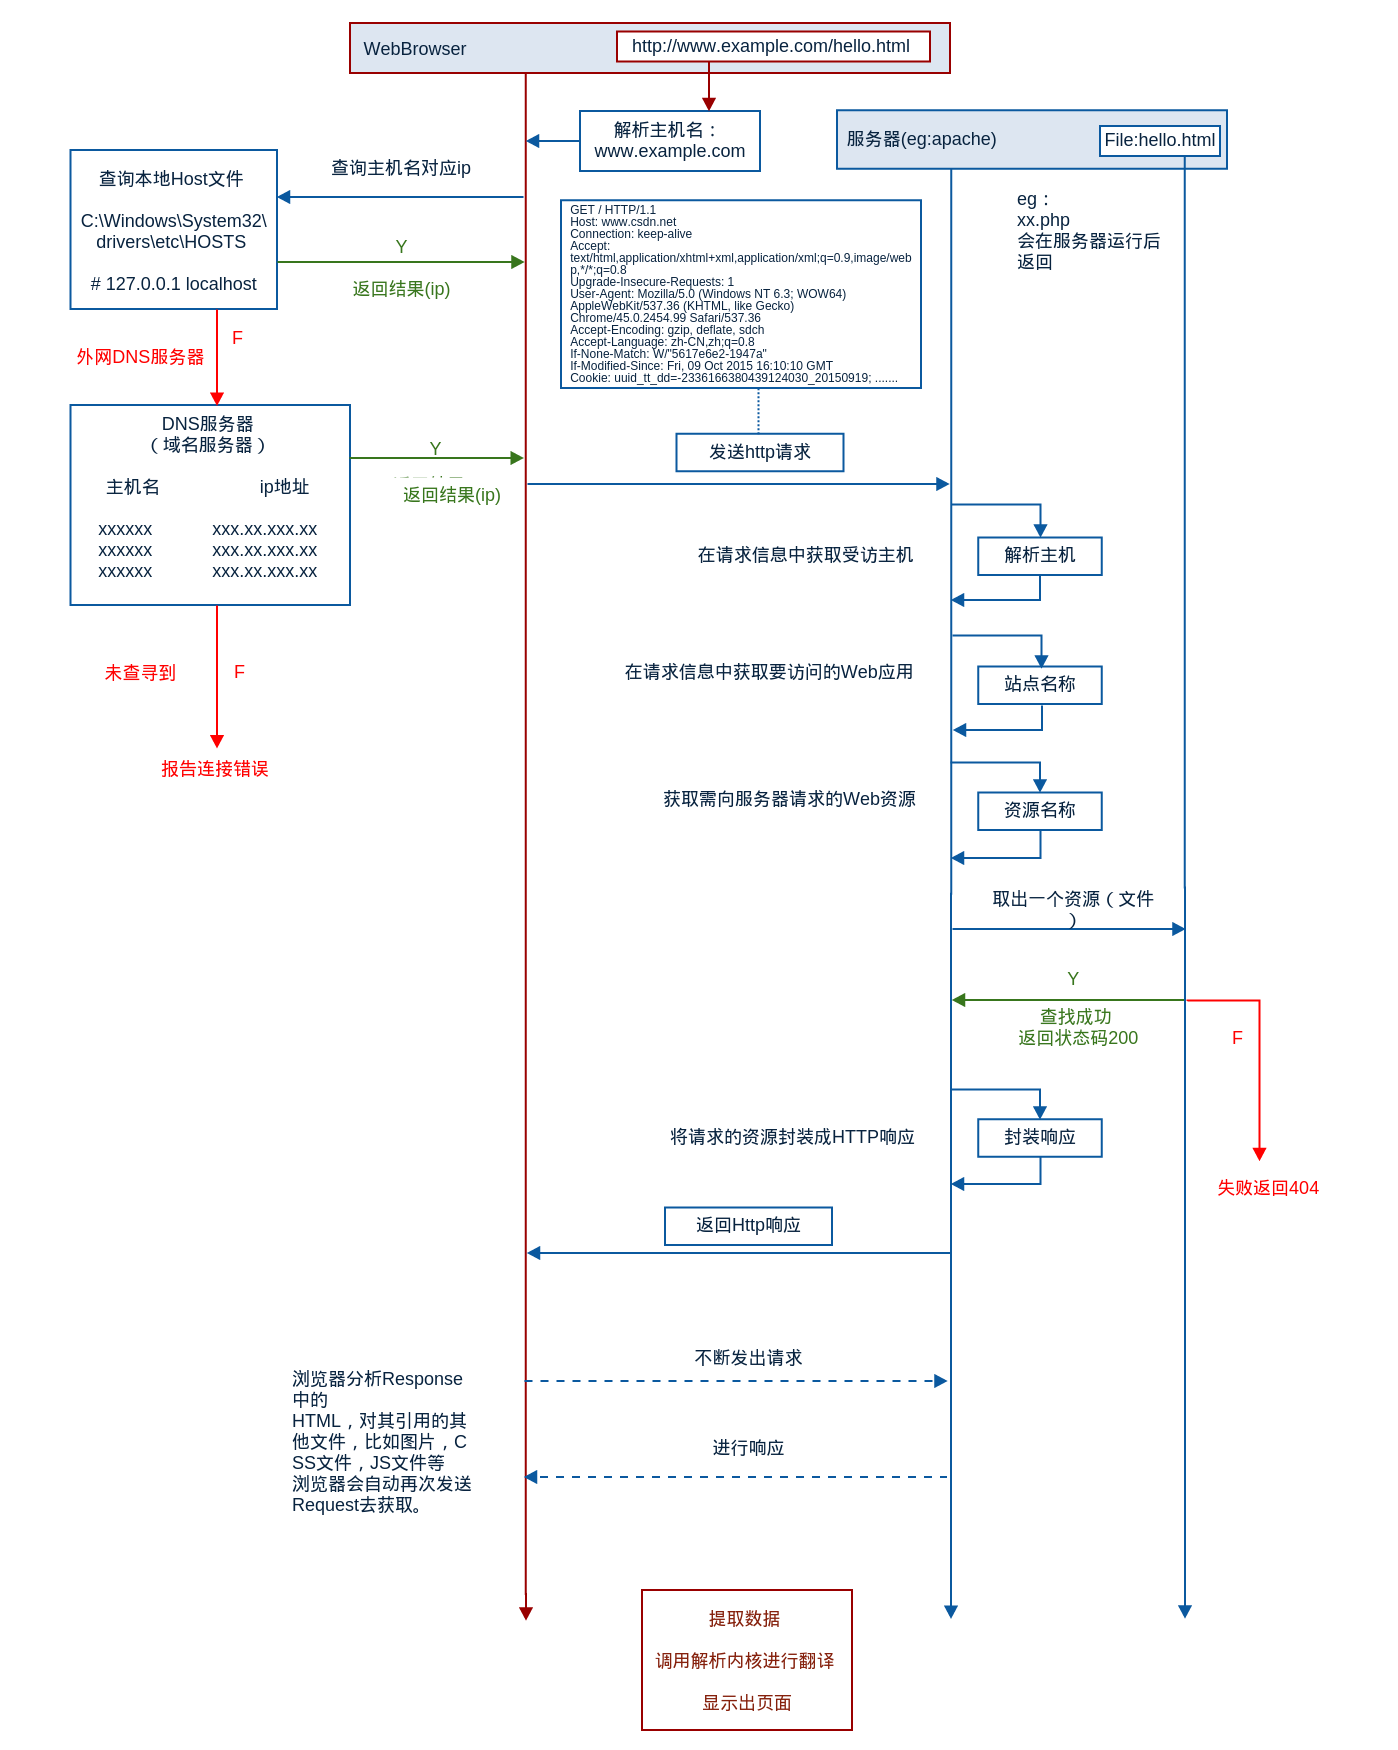 WebBrowser
http://www.example.com/hello.html
解析主机名：
www.example.com
服务器(eg:apache)
File:hello.html
查询主机名对应ip
查询本地Host文件
C:\Windows\System32\
drivers\etc\HOSTS
# 127.0.0.1 localhost
Y
返回结果(ip)
GET / HTTP/1.1
Host: www.csdn.net
Connection: keep-alive
Accept:
text/html,application/xhtml+xml,application/xml;q=0.9,image/web
p,*/*;q=0.8
Upgrade-Insecure-Requests: 1
User-Agent: Mozilla/5.0 (Windows NT 6.3; WOW64)
AppleWebKit/537.36 (KHTML, like Gecko)
Chrome/45.0.2454.99 Safari/537.36
Accept-Encoding: gzip, deflate, sdch
Accept-Language: zh-CN,zh;q=0.8
If-None-Match: W/"5617e6e2-1947a"
If-Modified-Since: Fri, 09 Oct 2015 16:10:10 GMT
Cookie: uuid_tt_dd=-2336166380439124030_20150919; .......
eg：
xx.php
会在服务器运行后
返回
F
外网DNS服务器
DNS服务器
（域名服务器）
主机名 ip地址
xxxxxx xxx.xx.xxx.xx
xxxxxx xxx.xx.xxx.xx
xxxxxx xxx.xx.xxx.xx
Y
返回结果(ip)
发送http请求
在请求信息中获取受访主机
解析主机
未查寻到
F
报告连接错误
在请求信息中获取要访问的Web应用
站点名称
获取需向服务器请求的Web资源
资源名称
取出一个资源（文件
）
Y
查找成功
返回状态码200
F
失败返回404
将请求的资源封装成HTTP响应
封装响应
返回Http响应
不断发出请求
浏览器分析Response
中的
HTML，对其引用的其
他文件，比如图片，C
SS文件，JS文件等
浏览器会自动再次发送
Request去获取。
进行响应
提取数据
调用解析内核进行翻译
显示出页面